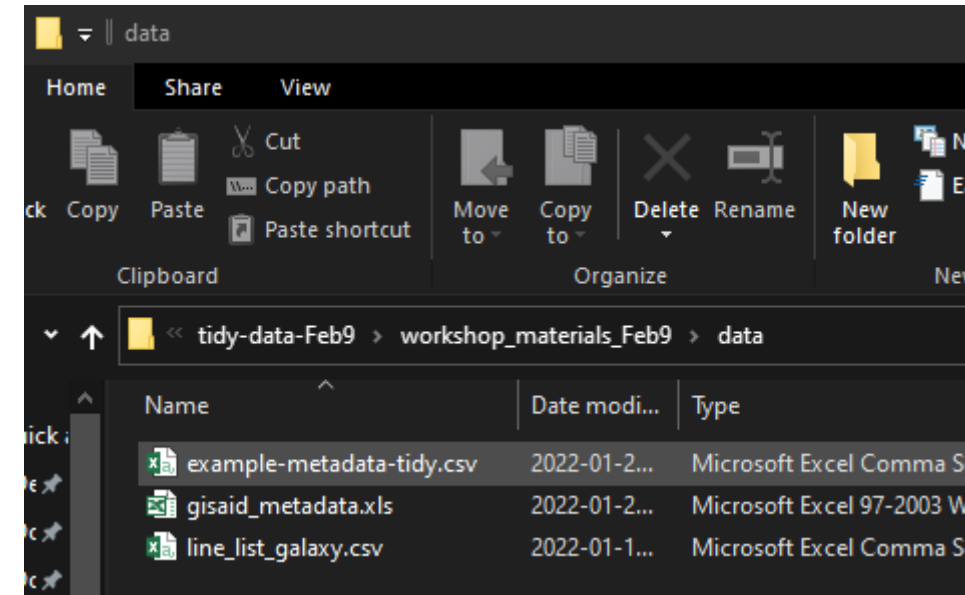 data
Home Share View
Cut
Copy path
Paste shortcut
Copy Paste
Move to
Copy to
Delete Rename
New folder
Clipboard Organize
tidy-data-Feb9 > workshop_materials_Feb9 > data
Name Date modi... Type
example-metadata-tidy.csv 2022-01-2... Microsoft Excel Comma S
gisaid_metadata.xls 2022-01-2... Microsoft Excel 97-2003 W
line_list_galaxy.csv 2022-01-1... Microsoft Excel Comma S